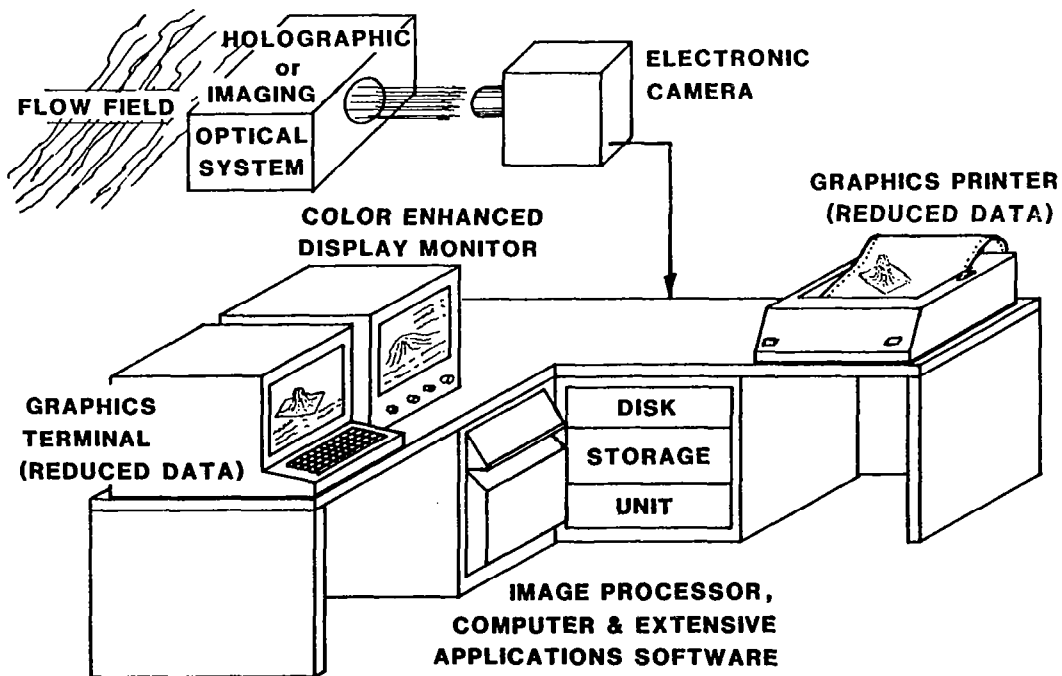 HOLOGRAPHIC
or
IMAGING
OPTICAL
SYSTEM
FLOW FIELD
ELECTRONIC
CAMERA
GRAPHICS PRINTER
(REDUCED DATA)
COLOR ENHANCED
DISPLAY MONITOR
GRAPHICS
TERMINAL
(REDUCED DATA)
DISK
STORAGE
UNIT
IMAGE PROCESSOR,
COMPUTER & EXTENSIVE
APPLICATIONS SOFTWARE